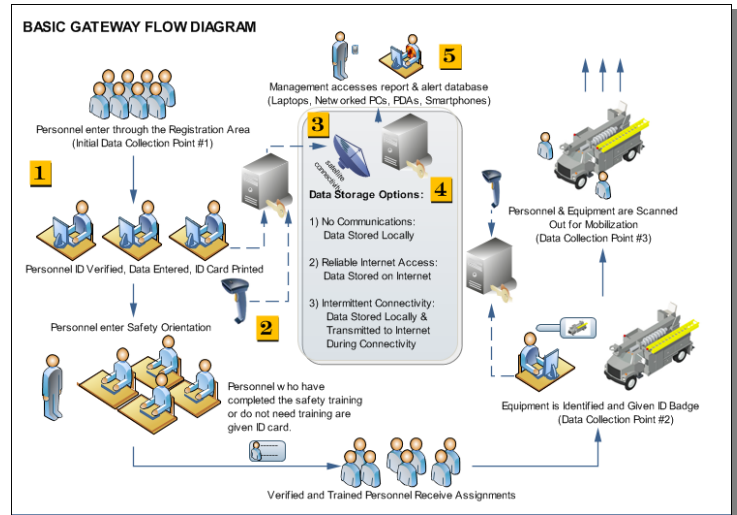 BASIC GATEWAY FLOW DIAGRAM
5
Management accesses report & alert database
(Laptops, Networked PCs, PDAs, Smartphones)
Personnel enter through the Registration Area
(Initial Data Collection Point #1)
1
3
satellite
connectivity
4
Data Storage Options:
1) No Communications:
Data Stored Locally
2) Reliable Internet Access:
Data Stored on Internet
3) Intermittent Connectivity:
Data Stored Locally &
Transmitted to Internet
During Connectivity
Personnel ID Verified, Data Entered, ID Card Printed
2
Personnel enter Safety Orientation
Personnel who have
completed the safety training
or do not need training are
given ID card.
Verified and Trained Personnel Receive Assignments
Personnel & Equipment are Scanned
Out for Mobilization
(Data Collection Point #3)
Equipment is Identified and Given ID Badge
(Data Collection Point #2)